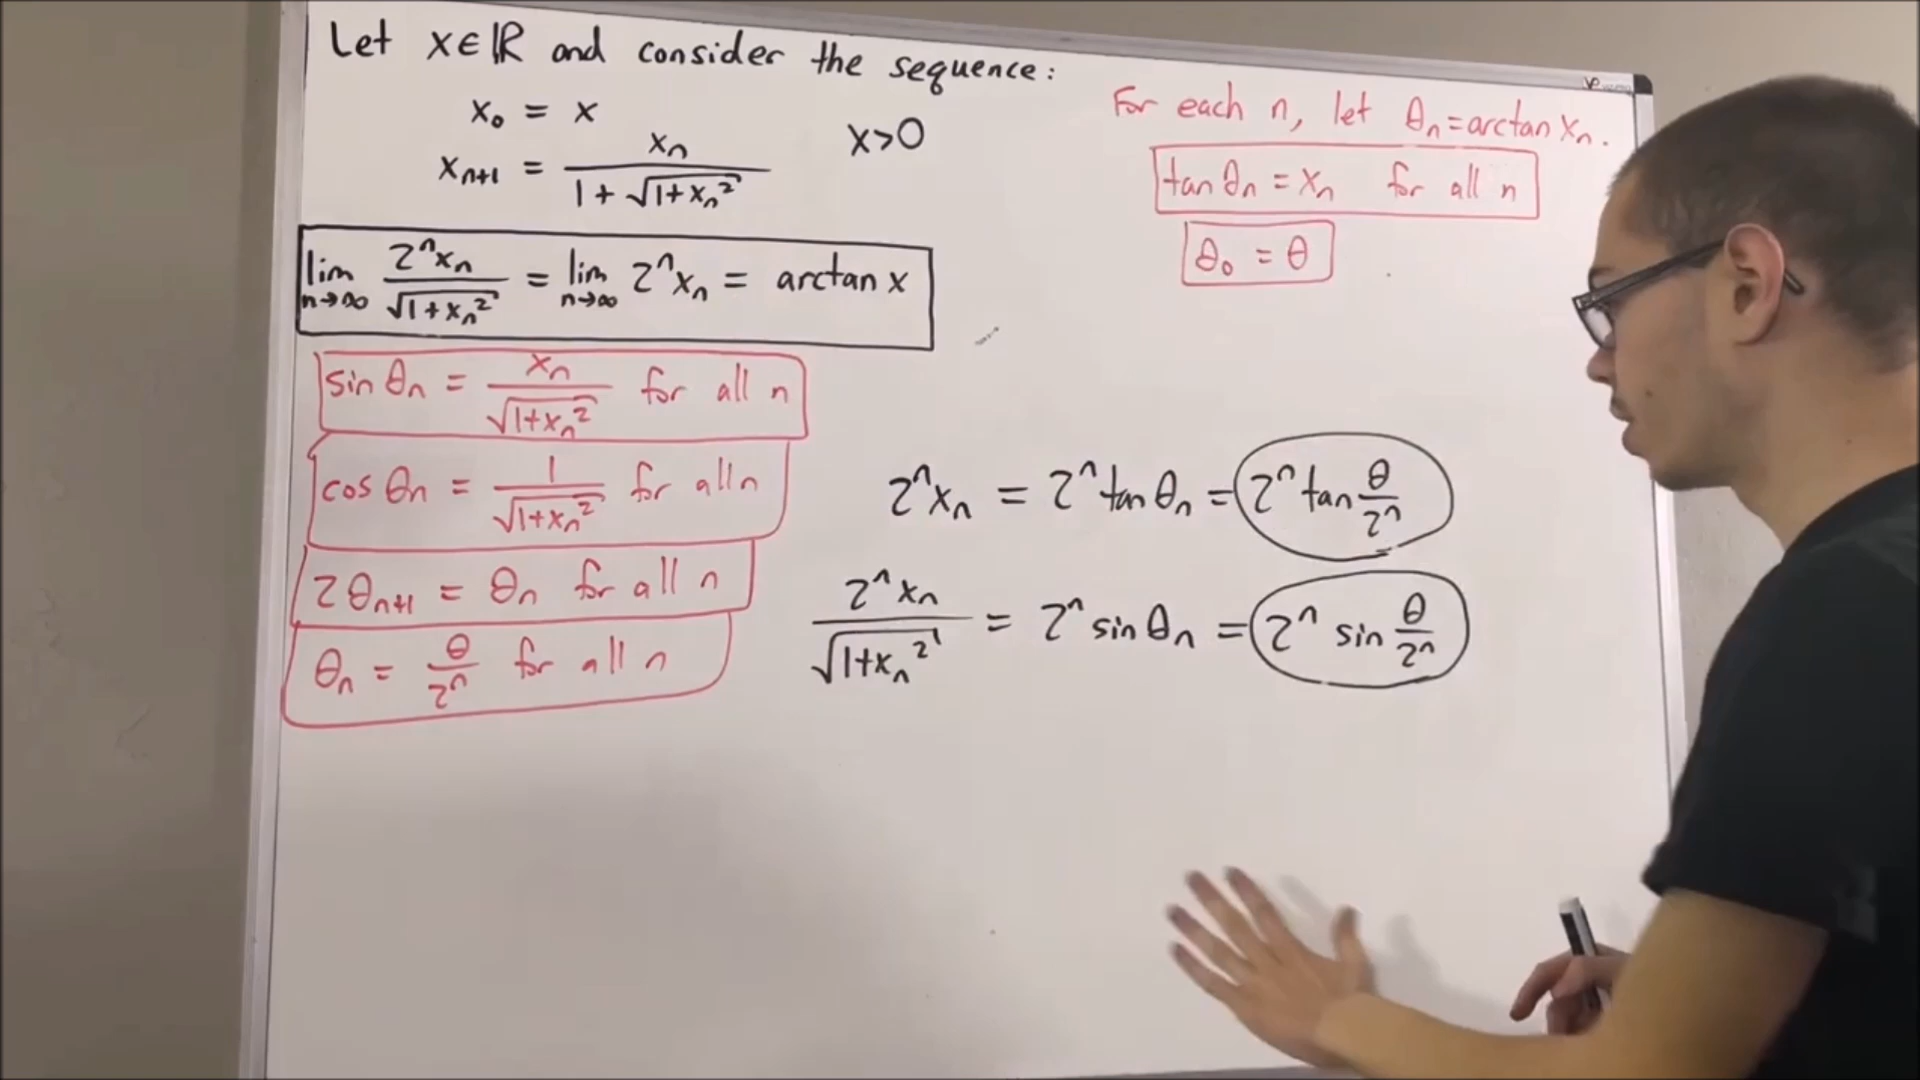 Let x∈ℝ and consider the sequence:
x₀ = x
xₙ₊₁ = xₙ / (1 + √(1+xₙ²))
x>0
lim n→∞ 2ⁿxₙ / √(1+xₙ²) = lim n→∞ 2ⁿxₙ = arctan x
sin θₙ = xₙ / √(1+xₙ²) for all n
cos θₙ = 1 / √(1+xₙ²) for all n
2θₙ₊₁ = θₙ for all n
θₙ = θ / 2ⁿ for all n
For each n, let θₙ=arctan xₙ.
tan θₙ = xₙ for all n
θ₀ = θ
2ⁿxₙ = 2ⁿ tan θₙ = 2ⁿ tan θ/2ⁿ
2ⁿxₙ / √(1+xₙ²) = 2ⁿ sin θₙ = 2ⁿ sin θ/2ⁿ